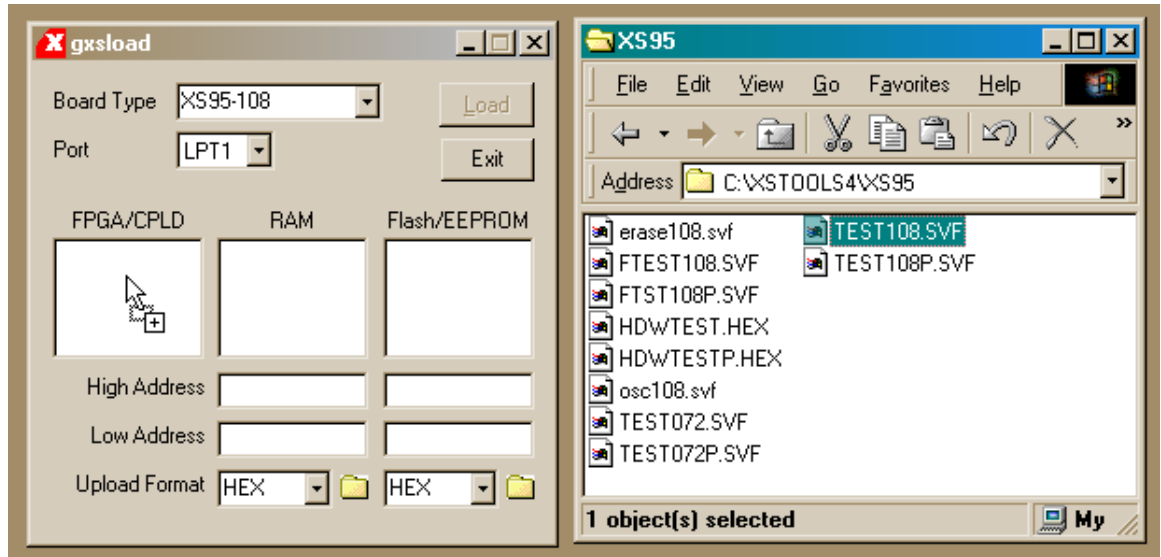 gxsload
Board Type XS95-108 Load
Port LPT1 Exit
FPGA/CPLD RAM Flash/EEPROM
High Address
Low Address
Upload Format HEX HEX
XS95
File Edit View Go Favorites Help
»
Address C:\XSTOOLS4\XS95
erase108.svf TEST108.SVF
FTEST108.SVF TEST108P.SVF
FTST108P.SVF
HDWTEST.HEX
HDWTESTP.HEX
osc108.svf
TEST072.SVF
TEST072P.SVF
1 object(s) selected My